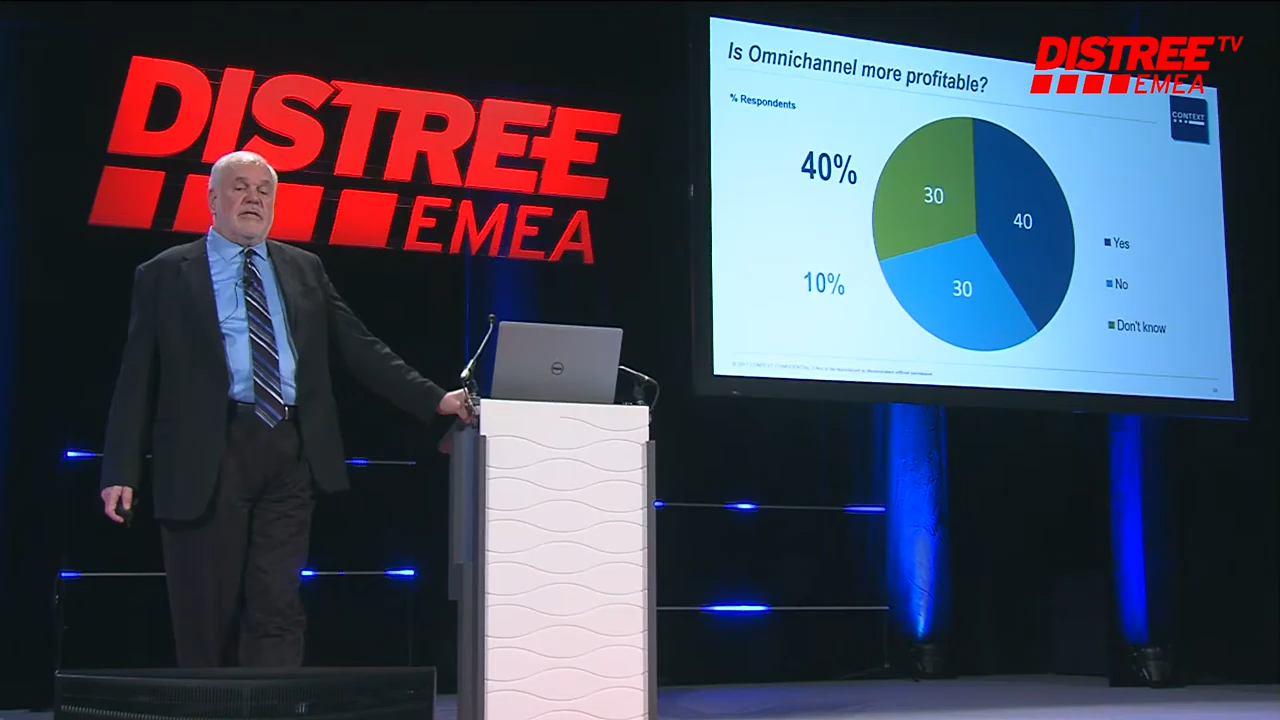 DISTREE
EMEA
DISTREE TV
EMEA
Is Omnichannel more profitable?
% Respondents
CONTEXT
40%
10%
30
40
30
Yes
No
Don't know
DELL